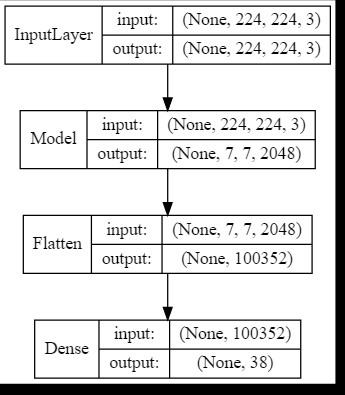 InputLayer input: (None, 224, 224, 3)
output: (None, 224, 224, 3)
Model input: (None, 224, 224, 3)
output: (None, 7, 7, 2048)
Flatten input: (None, 7, 7, 2048)
output: (None, 100352)
Dense input: (None, 100352)
output: (None, 38)